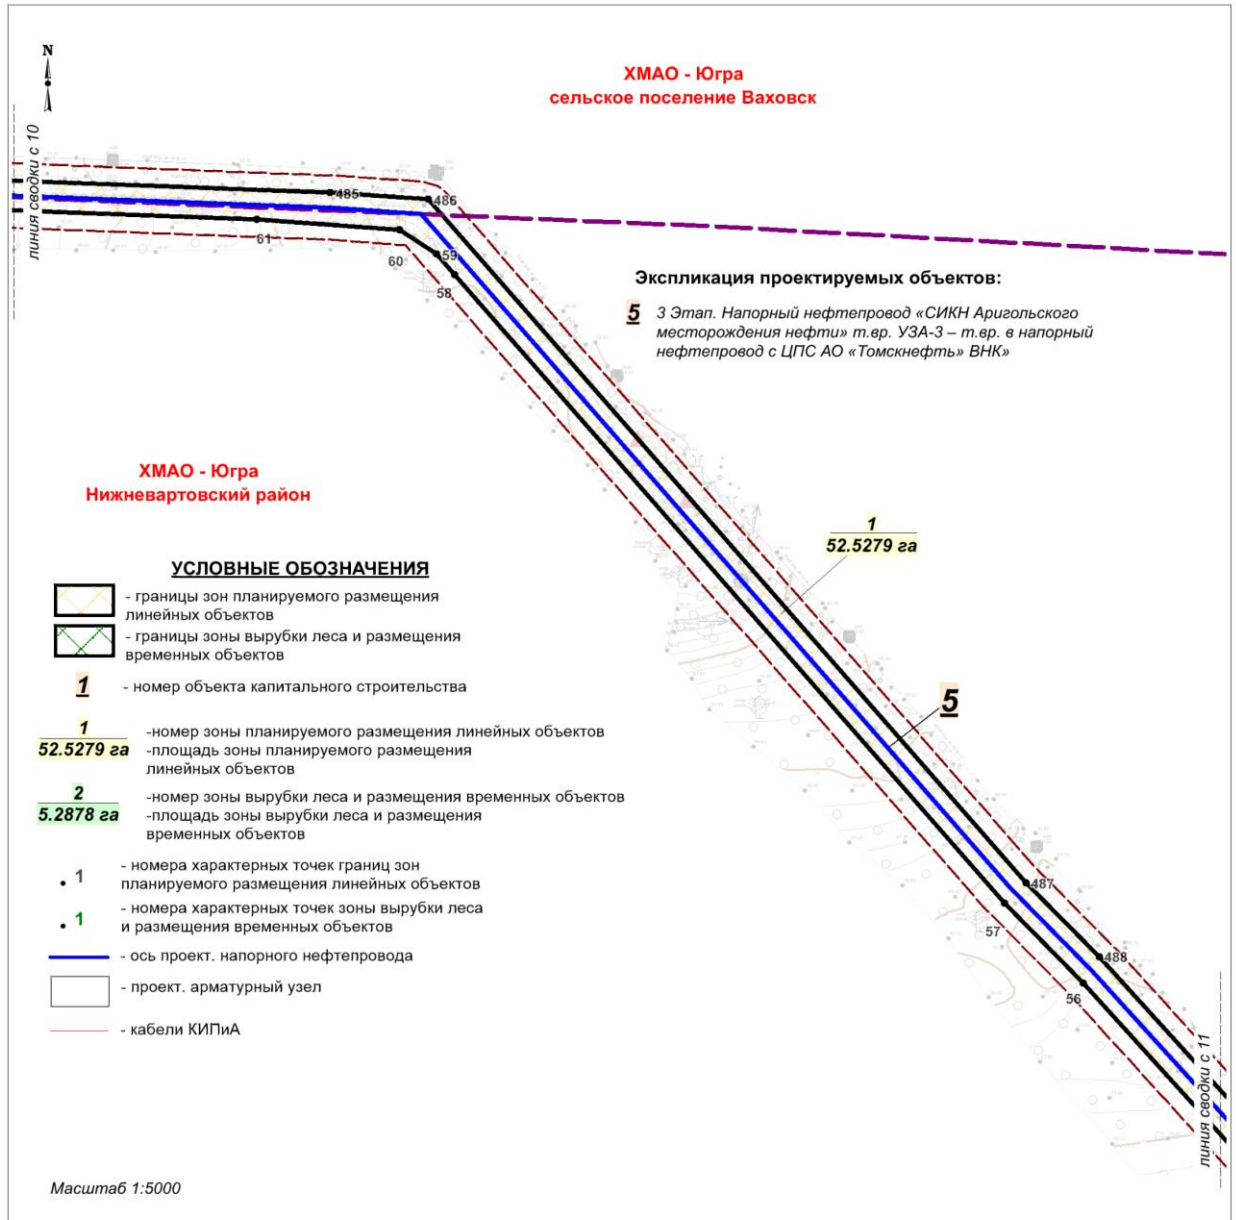 N
ХМАО - Югра
сельское поселение Ваховск
линия сводки с 10
485
486
61
60
59
58
Экспликация проектируемых объектов:
5 3 Этап. Напорный нефтепровод «СИКН Аригольского
месторождения нефти» т.вр. УЗА-3 – т.вр. в напорный
нефтепровод с ЦПС АО «Томскнефть» ВНК»
ХМАО - Югра
Нижневартовский район
1
52.5279 га
5
УСЛОВНЫЕ ОБОЗНАЧЕНИЯ
- границы зон планируемого размещения
линейных объектов
- границы зоны вырубки леса и размещения
временных объектов
1 - номер объекта капитального строительства
1
52.5279 га
-номер зоны планируемого размещения линейных объектов
-площадь зоны планируемого размещения
линейных объектов
2
5.2878 га
-номер зоны вырубки леса и размещения временных объектов
-площадь зоны вырубки леса и размещения
временных объектов
1 - номера характерных точек границ зон
планируемого размещения линейных объектов
1 - номера характерных точек зоны вырубки леса
и размещения временных объектов
- ось проект. напорного нефтепровода
- проект. арматурный узел
- кабели КИПиА
487
57
488
56
линия сводки с 11
Масштаб 1:5000